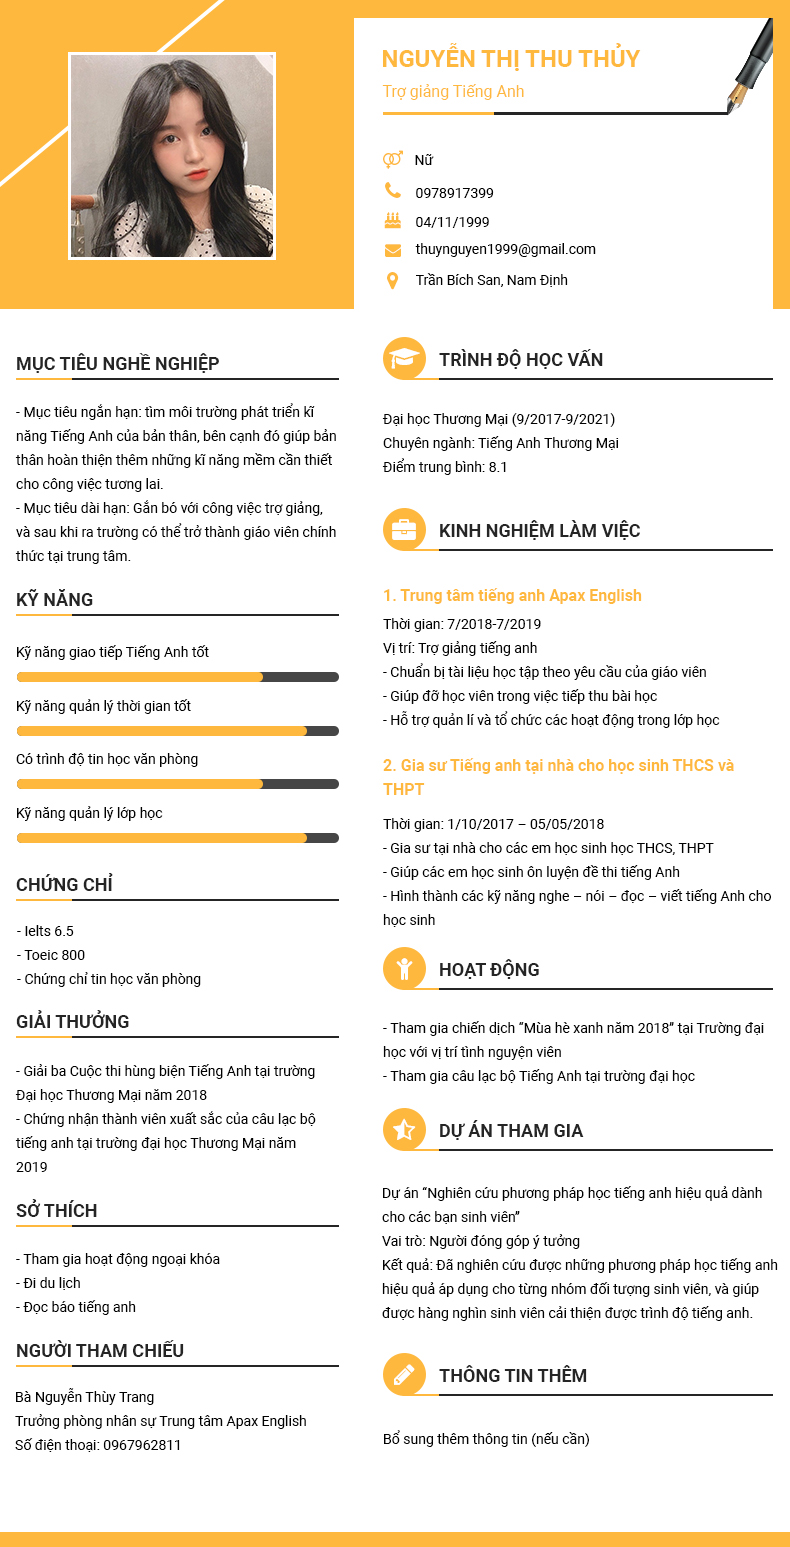 NGUYỄN THỊ THU THỦY
Trợ giảng Tiếng Anh
Nữ
0978917399
04/11/1999
thuynguyen1999@gmail.com
Trần Bích San, Nam Định
MỤC TIÊU NGHỀ NGHIỆP
- Mục tiêu ngắn hạn: tìm môi trường phát triển kĩ
năng Tiếng Anh của bản thân, bên cạnh đó giúp bản
thân hoàn thiện thêm những kĩ năng mềm cần thiết
cho công việc tương lai.
- Mục tiêu dài hạn: Gắn bó với công việc trợ giảng,
và sau khi ra trường có thể trở thành giáo viên chính
thức tại trung tâm.
KỸ NĂNG
Kỹ năng giao tiếp Tiếng Anh tốt
Kỹ năng quản lý thời gian tốt
Có trình độ tin học văn phòng
Kỹ năng quản lý lớp học
CHỨNG CHỈ
- Ielts 6.5
- Toeic 800
- Chứng chỉ tin học văn phòng
GIẢI THƯỞNG
- Giải ba Cuộc thi hùng biện Tiếng Anh tại trường
Đại học Thương Mại năm 2018
- Chứng nhận thành viên xuất sắc của câu lạc bộ
tiếng anh tại trường đại học Thương Mại năm
2019
SỞ THÍCH
- Tham gia hoạt động ngoại khóa
- Đi du lịch
- Đọc báo tiếng anh
NGƯỜI THAM CHIẾU
Bà Nguyễn Thùy Trang
Trưởng phòng nhân sự Trung tâm Apax English
Số điện thoại: 0967962811
TRÌNH ĐỘ HỌC VẤN
Đại học Thương Mại (9/2017-9/2021)
Chuyên ngành: Tiếng Anh Thương Mại
Điểm trung bình: 8.1
KINH NGHIỆM LÀM VIỆC
1. Trung tâm tiếng anh Apax English
Thời gian: 7/2018-7/2019
Vị trí: Trợ giảng tiếng anh
- Chuẩn bị tài liệu học tập theo yêu cầu của giáo viên
- Giúp đỡ học viên trong việc tiếp thu bài học
- Hỗ trợ quản lí và tổ chức các hoạt động trong lớp học
2. Gia sư Tiếng anh tại nhà cho học sinh THCS và
THPT
Thời gian: 1/10/2017 – 05/05/2018
- Gia sư tại nhà cho các em học sinh học THCS, THPT
- Giúp các em học sinh ôn luyện đề thi tiếng Anh
- Hình thành các kỹ năng nghe – nói – đọc – viết tiếng Anh cho
học sinh
HOẠT ĐỘNG
- Tham gia chiến dịch "Mùa hè xanh năm 2018" tại Trường đại
học với vị trí tình nguyện viên
- Tham gia câu lạc bộ Tiếng Anh tại trường đại học
DỰ ÁN THAM GIA
Dự án “Nghiên cứu phương pháp học tiếng anh hiệu quả dành
cho các bạn sinh viên”
Vai trò: Người đóng góp ý tưởng
Kết quả: Đã nghiên cứu được những phương pháp học tiếng anh
hiệu quả áp dụng cho từng nhóm đối tượng sinh viên, và giúp
được hàng nghìn sinh viên cải thiện được trình độ tiếng anh.
THÔNG TIN THÊM
Bổ sung thêm thông tin (nếu cần)